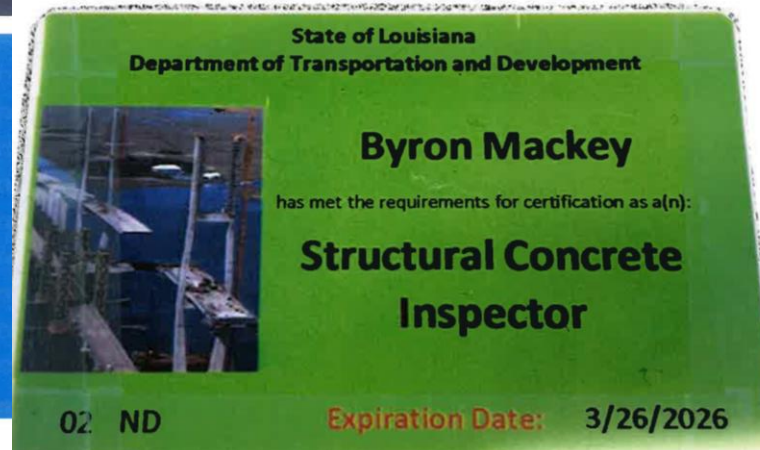 State of Louisiana
Department of Transportation and Development
Byron Mackey
has met the requirements for certification as a(n):
Structural Concrete
Inspector
02 ND Expiration Date: 3/26/2026